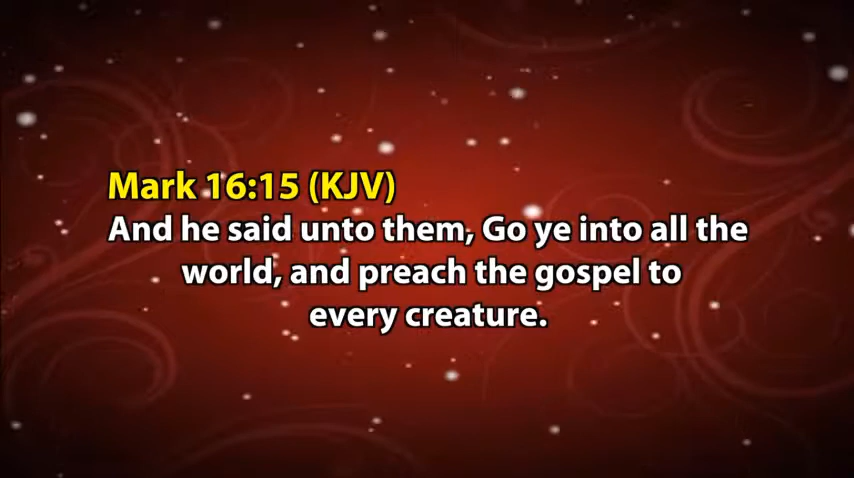 Mark 16:15 (KJV)
And he said unto them, Go ye into all the
world, and preach the gospel to
every creature.